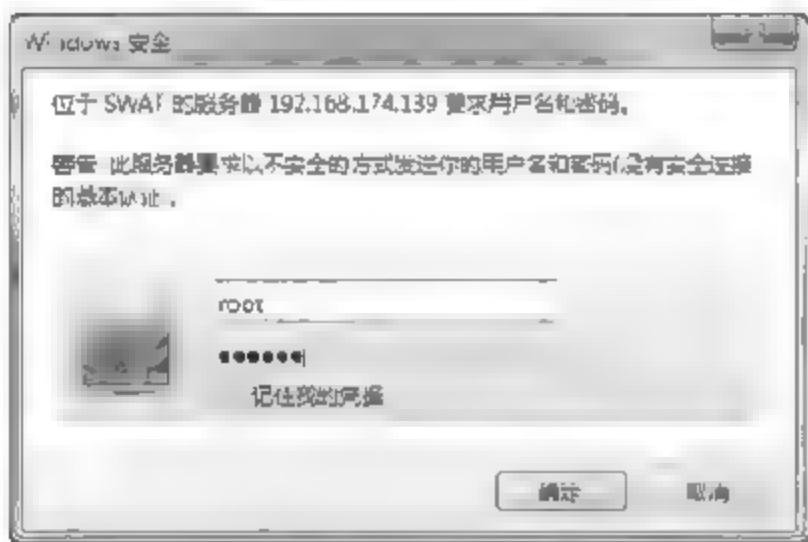 Windows 安全
位于 SWAT 的服务器 192.168.174.139 要求用户名和密码。
警告: 此服务器要求以不安全的方式发送你的用户名和密码(没有安全连接
的基本认证)。
root
●●●●●●
记住我的凭据
确定
取消